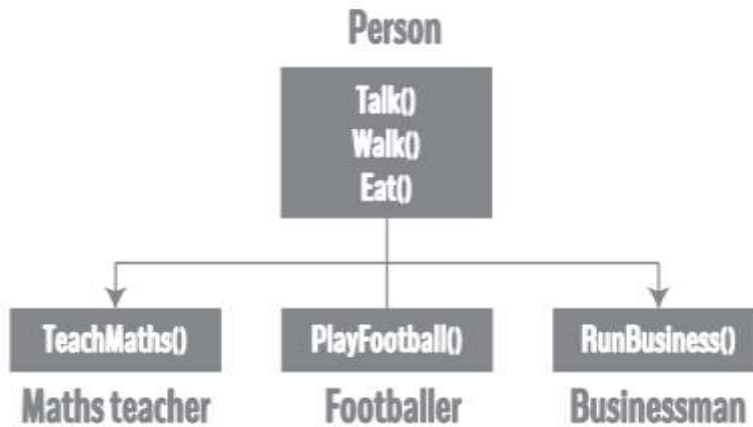 Person
Talk()
Walk()
Eat()
TeachMaths()
PlayFootball()
RunBusiness()
Maths teacher
Footballer
Businessman